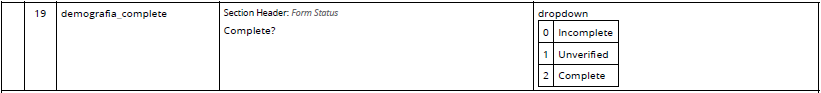 19 demografia_complete Section Header: Form Status dropdown
Complete?
0 Incomplete
1 Unverified
2 Complete